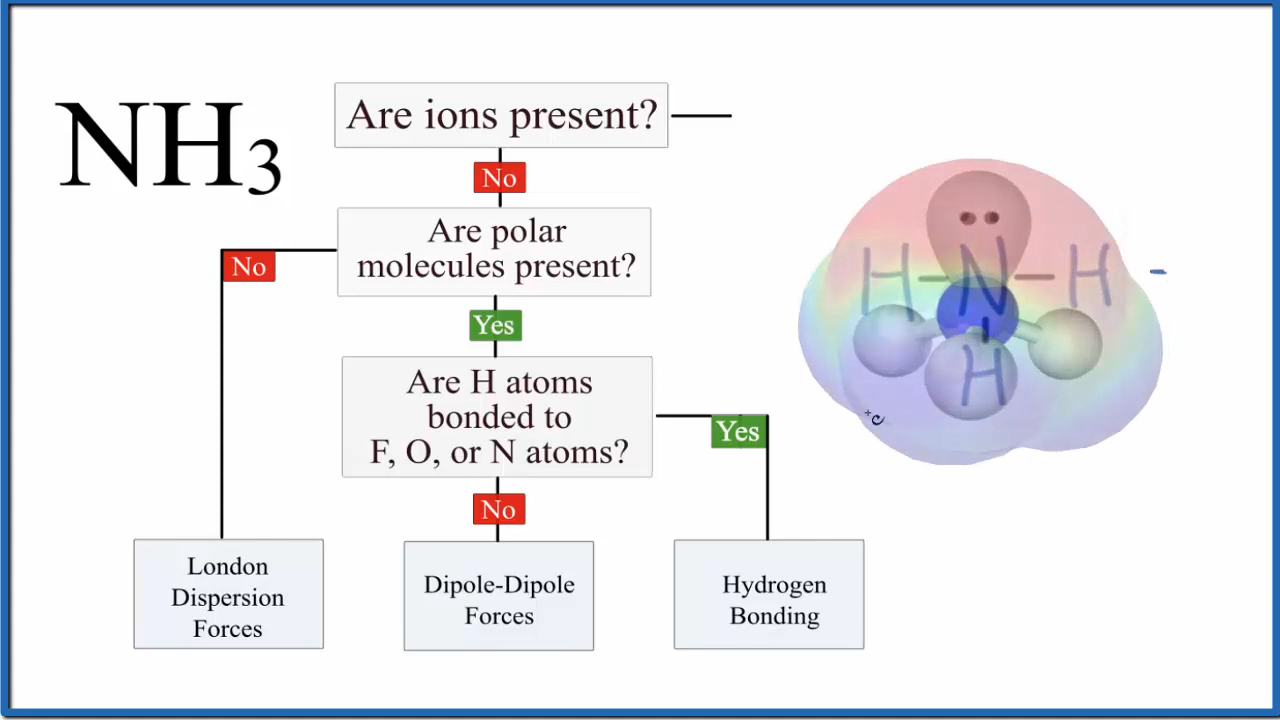 NH₃
Are ions present?
No
Are polar
molecules present?
No
Yes
Are H atoms
bonded to
F, O, or N atoms?
Yes
No
London
Dispersion
Forces
Dipole-Dipole
Forces
Hydrogen
Bonding
H-N-H
H